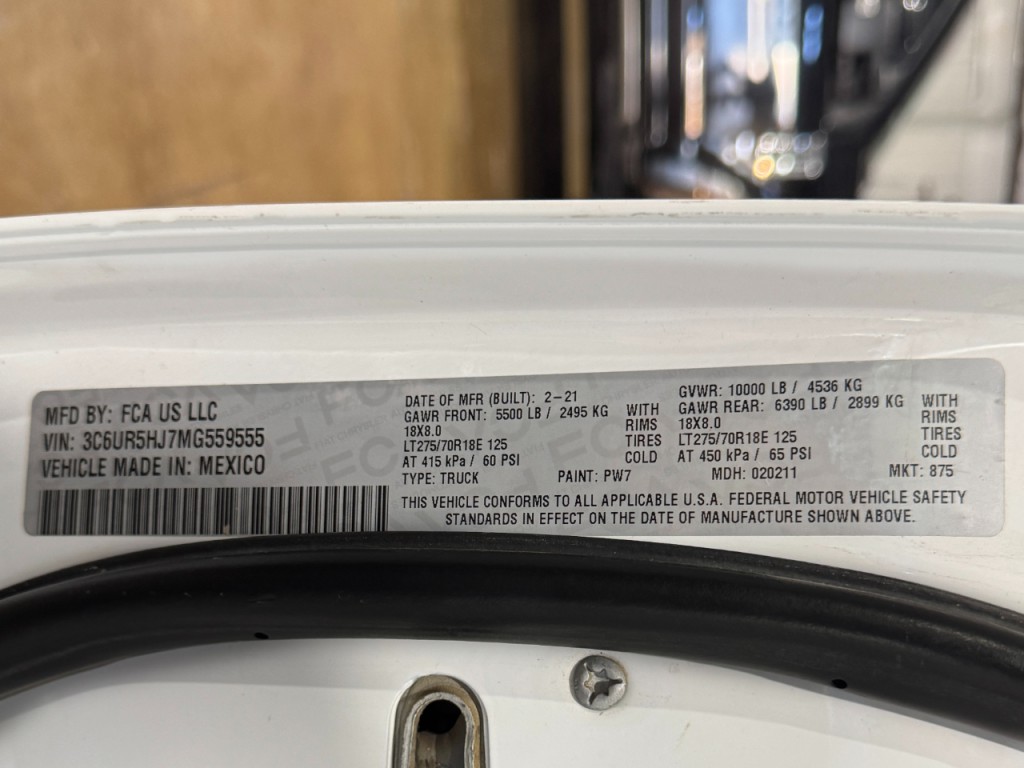 MFD BY: FCA US LLC
VIN: 3C6UR5HJ7MG559555
VEHICLE MADE IN: MEXICO
DATE OF MFR (BUILT): 2-21
GAWR FRONT: 5500 LB / 2495 KG WITH
18X8.0 RIMS
LT275/70R18E 125 TIRES
AT 415 kPa / 60 PSI COLD
TYPE: TRUCK PAINT: PW7
GVWR: 10000 LB / 4536 KG
GAWR REAR: 6390 LB / 2899 KG WITH
18X8.0 RIMS
LT275/70R18E 125 TIRES
AT 450 kPa / 65 PSI COLD
MDH: 020211 MKT: 875
THIS VEHICLE CONFORMS TO ALL APPLICABLE U.S.A. FEDERAL MOTOR VEHICLE SAFETY
STANDARDS IN EFFECT ON THE DATE OF MANUFACTURE SHOWN ABOVE.